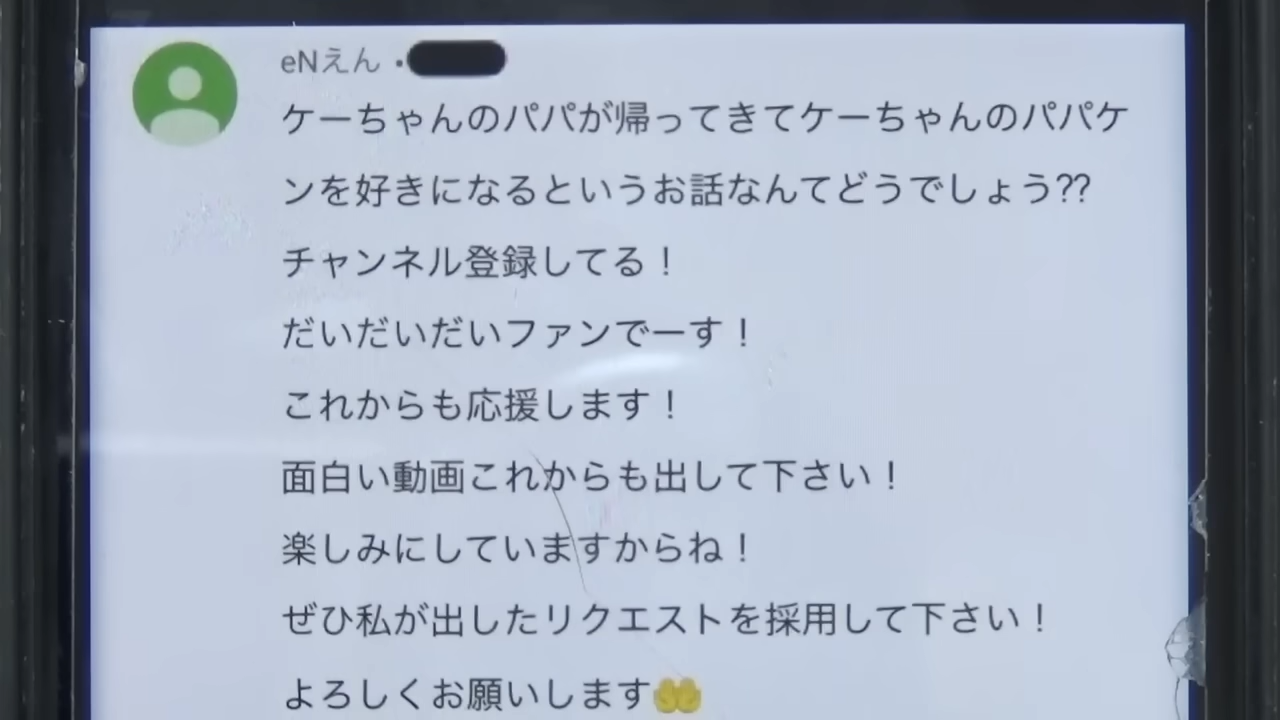 eNえん・
ケーちゃんのパパが帰ってきてケーちゃんのパパケ
ンを好きになるというお話なんてどうでしょう??
チャンネル登録してる！
だいだいだいファンでーす！
これからも応援します！
面白い動画これからも出して下さい！
楽しみにしていますからね！
ぜひ私が出したリクエストを採用して下さい！
よろしくお願いします🤲